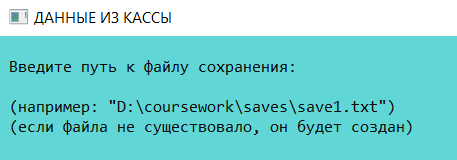 ДАННЫЕ ИЗ КАССЫ
Введите путь к файлу сохранения:
(например: "D:\coursework\saves\save1.txt")
(если файла не существовало, он будет создан)